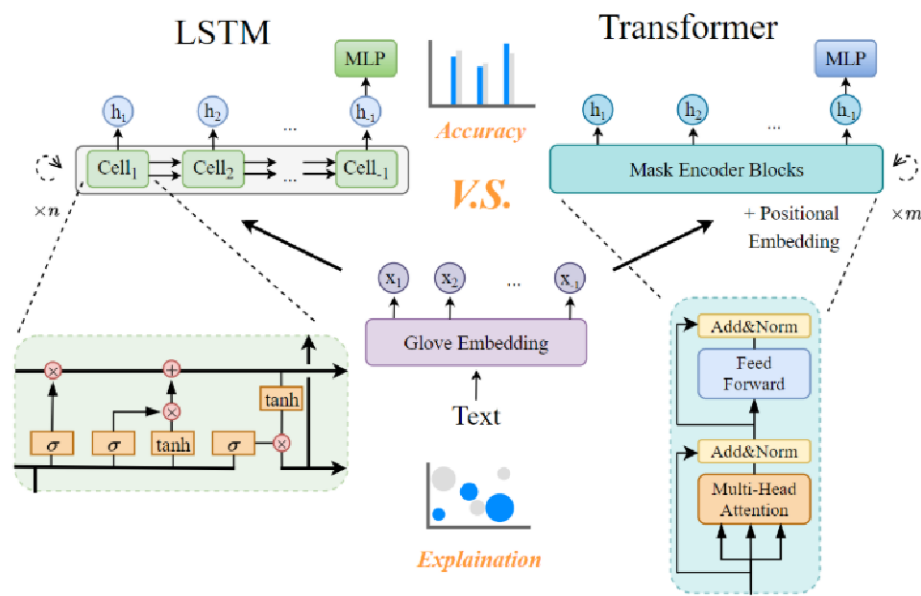 LSTM
Transformer
MLP
MLP
h1
h2
...
h-1
Accuracy
h1
h2
...
h-1
Cell1
Cell2
...
Cell-1
Mask Encoder Blocks
×n
V.S.
×m
+ Positional
Embedding
x1
x2
...
x-1
Glove Embedding
Text
×
+
tanh
×
σ
σ
tanh
σ
×
Add&Norm
Feed
Forward
Add&Norm
Multi-Head
Attention
Explaination